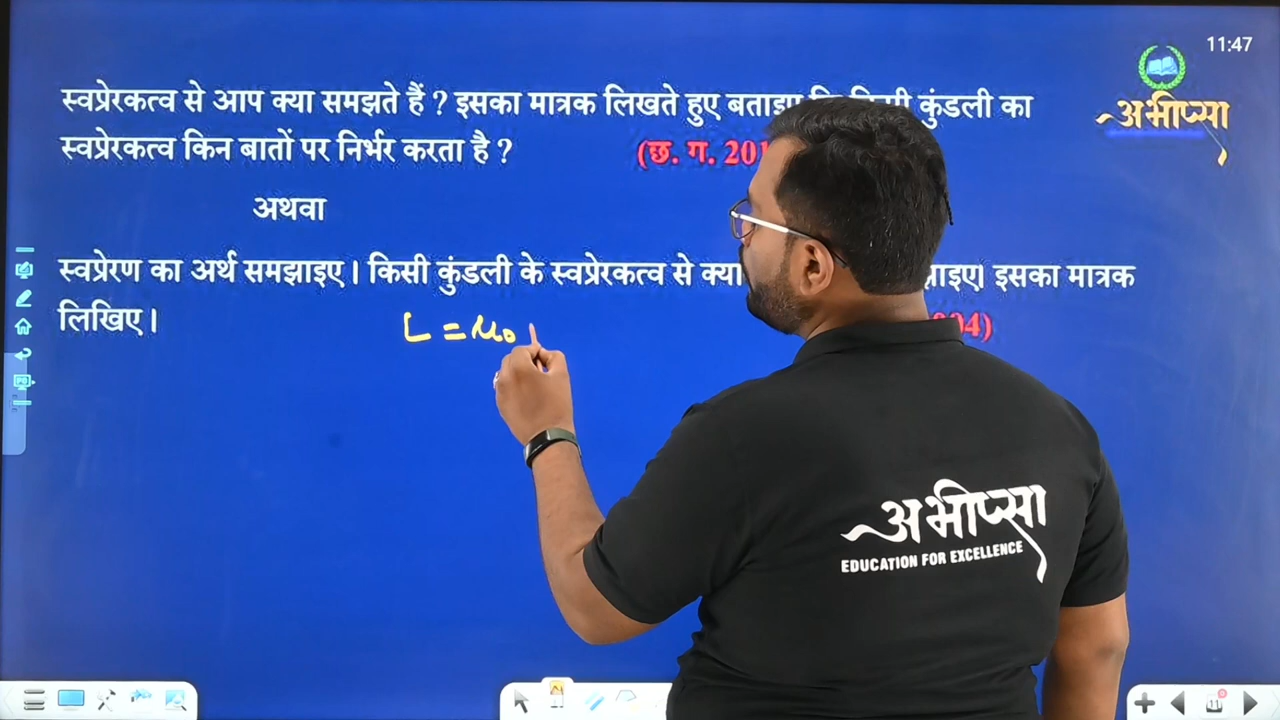 11:47
अभीप्सा
स्वप्रेरकत्व से आप क्या समझते हैं ? इसका मात्रक लिखते हुए कुंडली का
स्वप्रेरकत्व किन बातों पर निर्भर करता है ? (छ. ग.
अथवा
स्वप्रेरण का अर्थ समझाइए। किसी कुंडली के स्वप्रेरकत्व से इसका मात्रक
लिखिए।
L = μ₀
अभीप्सा
EDUCATION FOR EXCELLENCE